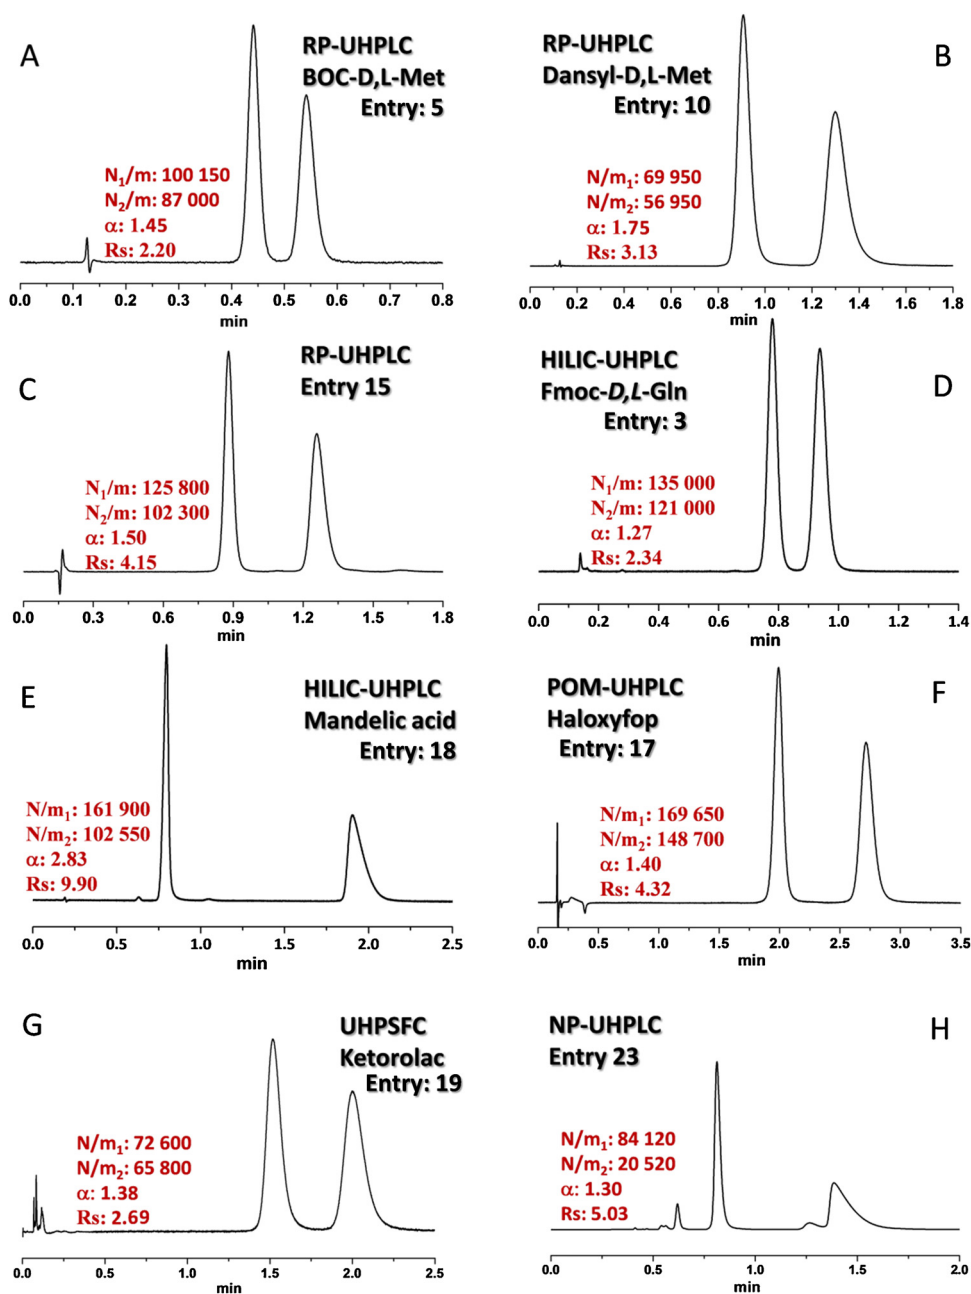 A
RP-UHPLC
BOC-D,L-Met
Entry: 5
N1/m: 100 150
N2/m: 87 000
α: 1.45
Rs: 2.20
0.0 0.1 0.2 0.3 0.4 0.5 0.6 0.7 0.8
min
B
RP-UHPLC
Dansyl-D,L-Met
Entry: 10
N/m1: 69 950
N/m2: 56 950
α: 1.75
Rs: 3.13
0.0 0.2 0.4 0.6 0.8 1.0 1.2 1.4 1.6 1.8
min
C
RP-UHPLC
Entry 15
N1/m: 125 800
N2/m: 102 300
α: 1.50
Rs: 4.15
0.0 0.3 0.6 0.9 1.2 1.5 1.8
min
D
HILIC-UHPLC
Fmoc-D,L-Gln
Entry: 3
N1/m: 135 000
N2/m: 121 000
α: 1.27
Rs: 2.34
0.0 0.2 0.4 0.6 0.8 1.0 1.2 1.4
min
E
HILIC-UHPLC
Mandelic acid
Entry: 18
N/m1: 161 900
N/m2: 102 550
α: 2.83
Rs: 9.90
0.0 0.5 1.0 1.5 2.0 2.5
min
F
POM-UHPLC
Haloxyfop
Entry: 17
N/m1: 169 650
N/m2: 148 700
α: 1.40
Rs: 4.32
0.0 0.5 1.0 1.5 2.0 2.5 3.0 3.5
min
G
UHPSFC
Ketorolac
Entry: 19
N/m1: 72 600
N/m2: 65 800
α: 1.38
Rs: 2.69
0.0 0.5 1.0 1.5 2.0 2.5
min
H
NP-UHPLC
Entry 23
N/m1: 84 120
N/m2: 20 520
α: 1.30
Rs: 5.03
0.0 0.5 1.0 1.5 2.0
min